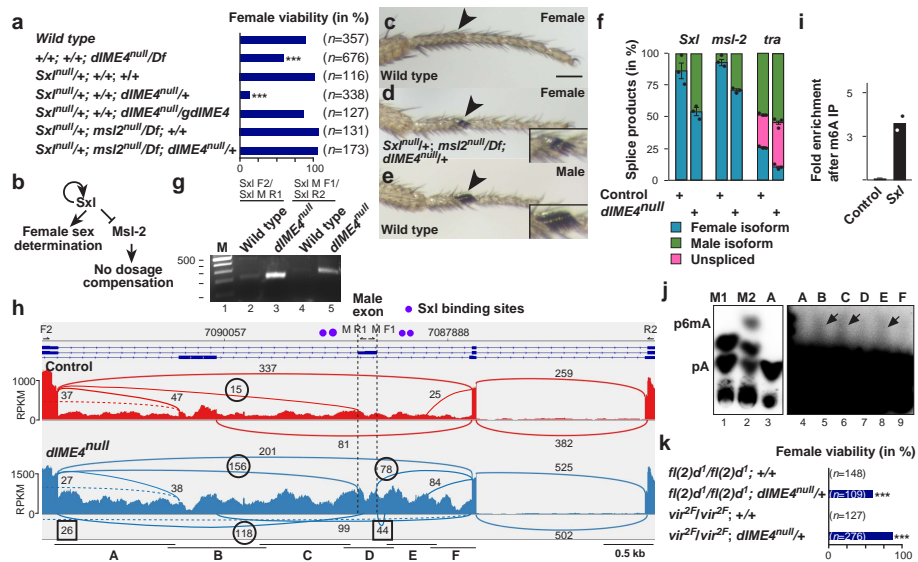 a
Female viability (in %)
Wild type (n=357)
+/+; +/+; dIME4null/Df *** (n=676)
Sxlnull/+; +/+; +/+ (n=116)
Sxlnull/+; +/+; dIME4null/+ *** (n=338)
Sxlnull/+; +/+; dIME4null/gdIME4 (n=127)
Sxlnull/+; msl2null/Df; +/+ (n=131)
Sxlnull/+; msl2null/Df; dIME4null/+ (n=173)
0 100
b
Sxl
Female sex determination
Msl-2
No dosage compensation
c
Female
Wild type
d
Female
Sxlnull/+; msl2null/Df;
dIME4null/+
e
Male
Wild type
f
Sxl msl-2 tra
Splice products (in %)
100
75
50
25
0
Control + + +
dIME4null + + +
Female isoform
Male isoform
Unspliced
g
Sxl F2/ Sxl M F1/
Sxl M R1 Sxl R2
M Wild type dIME4null Wild type dIME4null
500
1 2 3 4 5
h
Male exon
Sxl binding sites
F2 7090057 M R1 M F1 7087888 R2
Control
1000
0
RPKM
337
15
37
47
25
81
259
382
dIME4null
1500
0
RPKM
201
156
78
27
38
84
525
26
118
99
44
502
A B C D E F
0.5 kb
i
Fold enrichment
after m6A IP
5
3
Control Sxl
j
M1 M2 A A B C D E F
p6mA
pA
1 2 3 4 5 6 7 8 9
k
Female viability (in %)
fl(2)d1/fl(2)d1; +/+ (n=148)
fl(2)d1/fl(2)d1; dIME4null/+ (n=109) ***
vir2F/vir2F; +/+ (n=127)
vir2F/vir2F; dIME4null/+ (n=276) ***
0 100